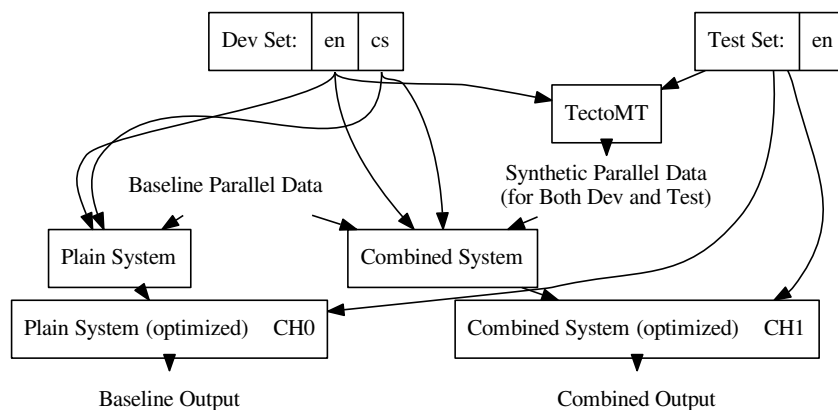 Dev Set: en cs
Test Set: en
TectoMT
Baseline Parallel Data
Synthetic Parallel Data
(for Both Dev and Test)
Plain System
Combined System
Plain System (optimized) CH0
Combined System (optimized) CH1
Baseline Output
Combined Output